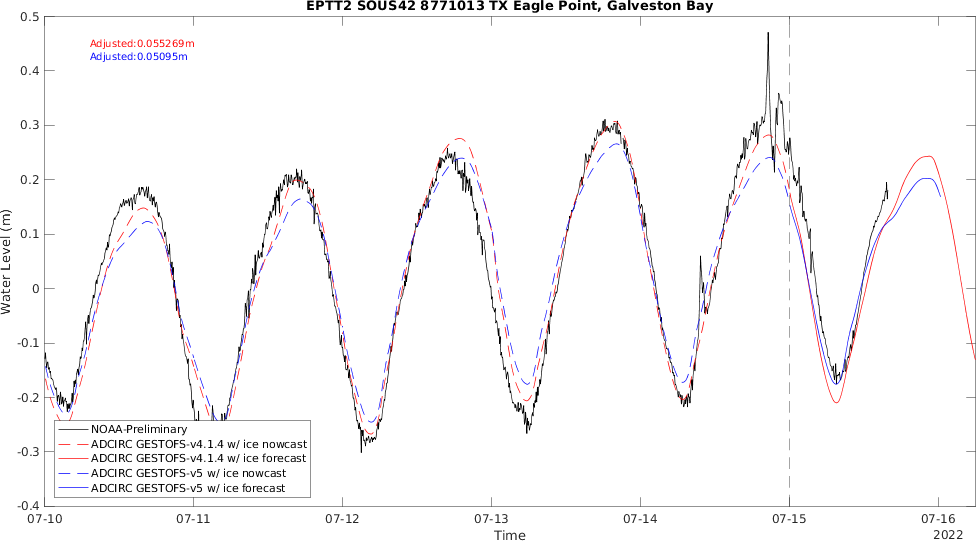 EPTT2 SOUS42 8771013 TX Eagle Point, Galveston Bay
Adjusted:0.055269m
Adjusted:0.05095m
0.5
0.4
0.3
0.2
0.1
0
-0.1
-0.2
-0.3
-0.4
Water Level (m)
NOAA-Preliminary
ADCIRC GESTOFS-v4.1.4 w/ ice nowcast
ADCIRC GESTOFS-v4.1.4 w/ ice forecast
ADCIRC GESTOFS-v5 w/ ice nowcast
ADCIRC GESTOFS-v5 w/ ice forecast
07-10 07-11 07-12 07-13 07-14 07-15 07-16
Time
2022